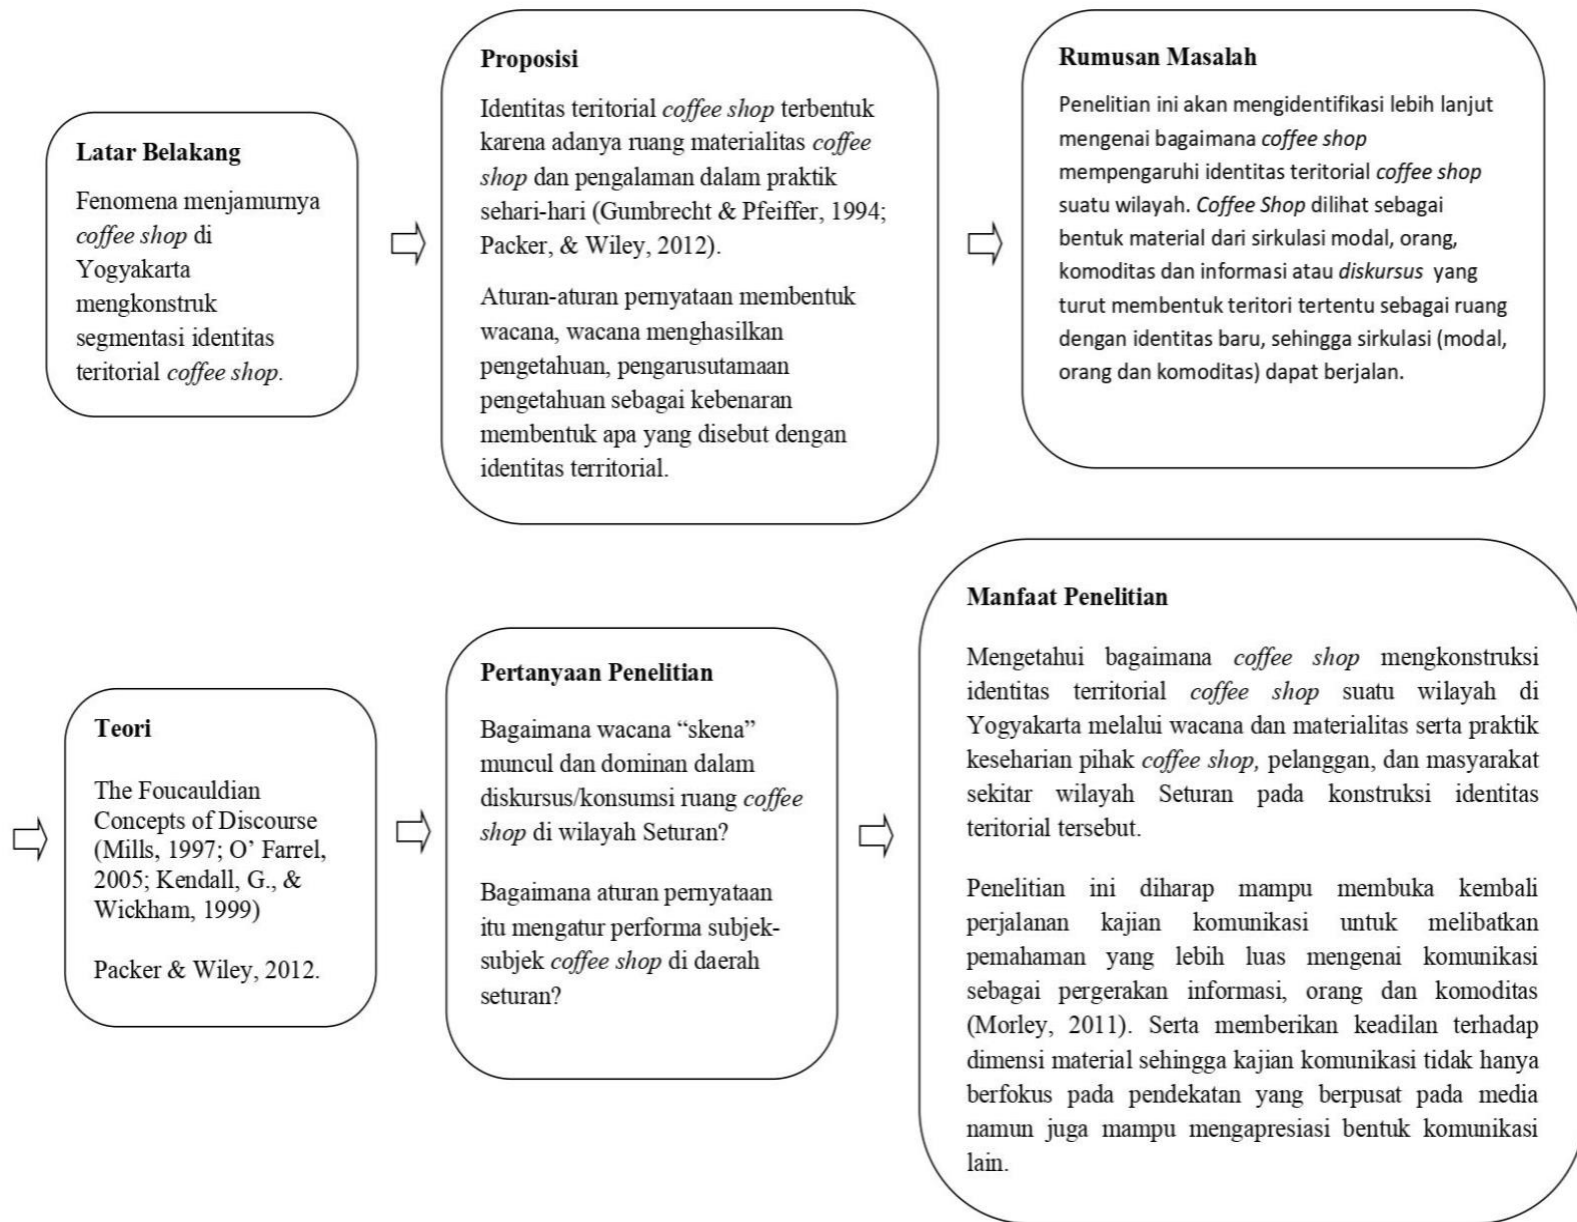 Latar Belakang
Fenomena menjamurnya
coffee shop di
Yogyakarta
mengkonstruk
segmentasi identitas
teritorial coffee shop.
Proposisi
Identitas teritorial coffee shop terbentuk
karena adanya ruang materialitas coffee
shop dan pengalaman dalam praktik
sehari-hari (Gumbrecht & Pfeiffer, 1994;
Packer, & Wiley, 2012).
Aturan-aturan pernyataan membentuk
wacana, wacana menghasilkan
pengetahuan, pengarusutamaan
pengetahuan sebagai kebenaran
membentuk apa yang disebut dengan
identitas territorial.
Rumusan Masalah
Penelitian ini akan mengidentifikasi lebih lanjut
mengenai bagaimana coffee shop
mempengaruhi identitas teritorial coffee shop
suatu wilayah. Coffee Shop dilihat sebagai
bentuk material dari sirkulasi modal, orang,
komoditas dan informasi atau diskursus yang
turut membentuk teritori tertentu sebagai ruang
dengan identitas baru, sehingga sirkulasi (modal,
orang dan komoditas) dapat berjalan.
Teori
The Foucauldian
Concepts of Discourse
(Mills, 1997; O’ Farrel,
2005; Kendall, G., &
Wickham, 1999)
Packer & Wiley, 2012.
Pertanyaan Penelitian
Bagaimana wacana “skena”
muncul dan dominan dalam
diskursus/konsumsi ruang coffee
shop di wilayah Seturan?
Bagaimana aturan pernyataan
itu mengatur performa subjek-
subjek coffee shop di daerah
seturan?
Manfaat Penelitian
Mengetahui bagaimana coffee shop mengkonstruksi
identitas territorial coffee shop suatu wilayah di
Yogyakarta melalui wacana dan materialitas serta praktik
keseharian pihak coffee shop, pelanggan, dan masyarakat
sekitar wilayah Seturan pada konstruksi identitas
teritorial tersebut.
Penelitian ini diharap mampu membuka kembali
perjalanan kajian komunikasi untuk melibatkan
pemahaman yang lebih luas mengenai komunikasi
sebagai pergerakan informasi, orang dan komoditas
(Morley, 2011). Serta memberikan keadilan terhadap
dimensi material sehingga kajian komunikasi tidak hanya
berfokus pada pendekatan yang berpusat pada media
namun juga mampu mengapresiasi bentuk komunikasi
lain.